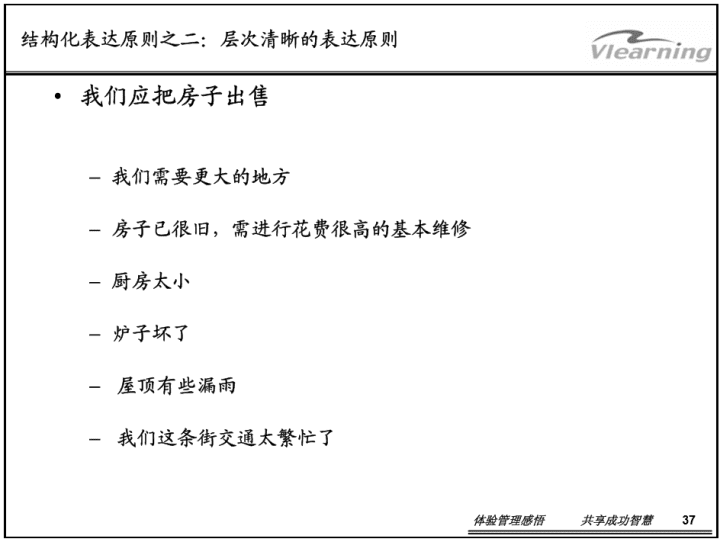 结构化表达原则之二：层次清晰的表达原则
Vlearning
• 我们应把房子出售
– 我们需要更大的地方
– 房子已很旧，需进行花费很高的基本维修
– 厨房太小
– 炉子坏了
– 屋顶有些漏雨
– 我们这条街交通太繁忙了
体验管理感悟 共享成功智慧 37